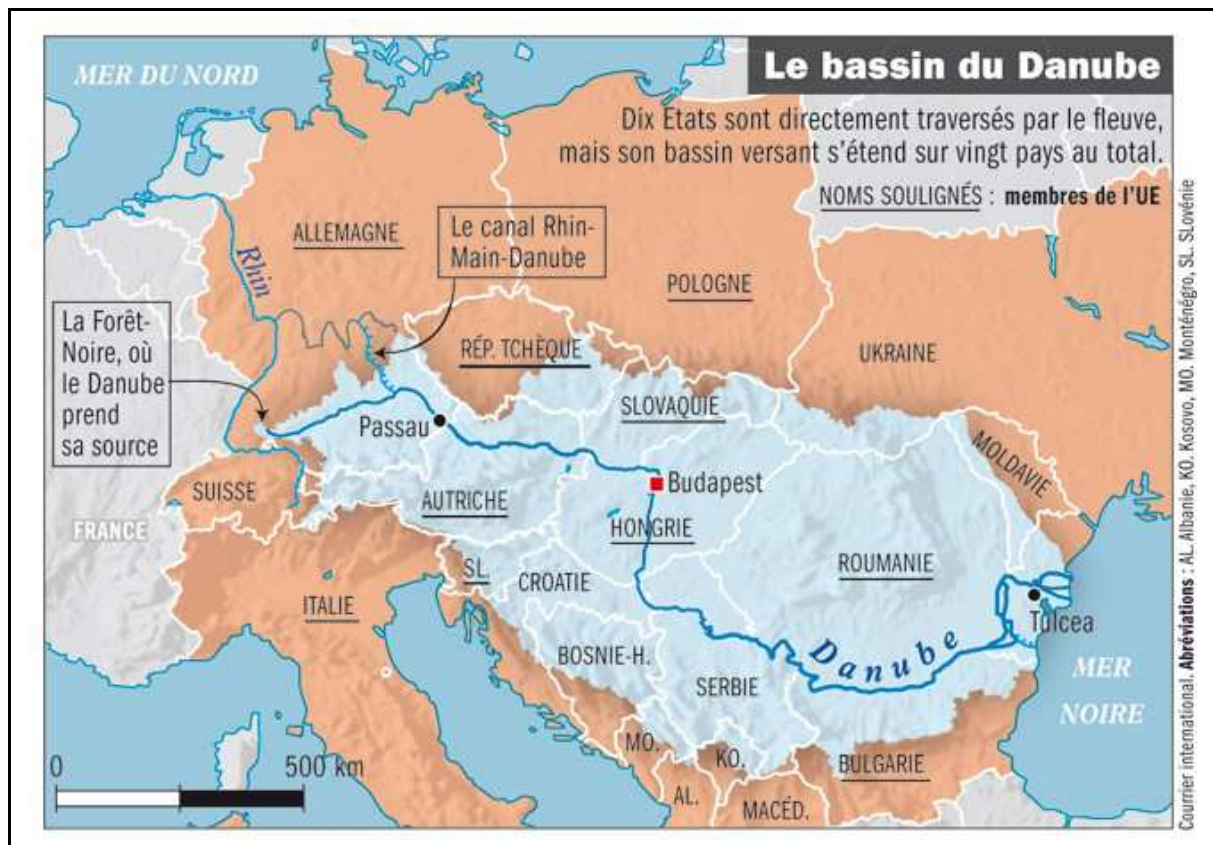 Le bassin du Danube
Dix Etats sont directement traversés par le fleuve,
mais son bassin versant s'étend sur vingt pays au total.
NOMS SOULIGNÉS : membres de l'UE
MER DU NORD
ALLEMAGNE
Le canal Rhin-
Main-Danube
Rhin
POLOGNE
La Forêt-
Noire, où
le Danube
prend
sa source
RÉP. TCHÈQUE
UKRAINE
SLOVAQUIE
Passau
MOLDAVIE
SUISSE
AUTRICHE
Budapest
FRANCE
HONGRIE
ROUMANIE
SL.
CROATIE
ITALIE
Tulcea
BOSNIE-H.
Danube
SERBIE
MER
NOIRE
MO.
KO.
BULGARIE
0
500 km
AL.
MACÉD.
Courrier international. Abréviations : AL. Albanie, KO. Kosovo, MO. Monténégro, SL. Slovénie